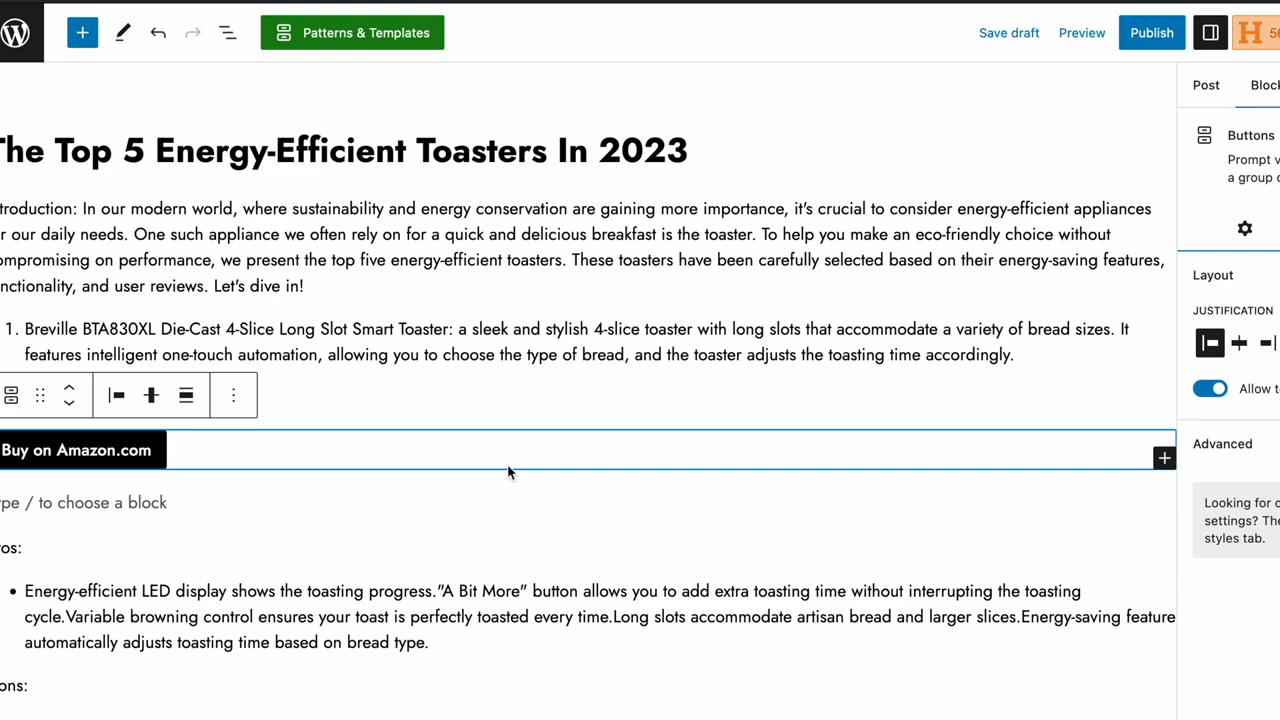 Patterns & Templates
Save draft
Preview
Publish
56
Post
Block
The Top 5 Energy-Efficient Toasters In 2023
Buttons
Prompt v
a group
troduction: In our modern world, where sustainability and energy conservation are gaining more importance, it's crucial to consider energy-efficient appliances
r our daily needs. One such appliance we often rely on for a quick and delicious breakfast is the toaster. To help you make an eco-friendly choice without
ompromising on performance, we present the top five energy-efficient toasters. These toasters have been carefully selected based on their energy-saving features,
nctionality, and user reviews. Let's dive in!
Layout
JUSTIFICATION
1. Breville BTA830XL Die-Cast 4-Slice Long Slot Smart Toaster: a sleek and stylish 4-slice toaster with long slots that accommodate a variety of bread sizes. It
features intelligent one-touch automation, allowing you to choose the type of bread, and the toaster adjusts the toasting time accordingly.
Allow t
Buy on Amazon.com
Advanced
ype / to choose a block
Looking for
settings? The
styles tab.
ros:
• Energy-efficient LED display shows the toasting progress."A Bit More" button allows you to add extra toasting time without interrupting the toasting
cycle.Variable browning control ensures your toast is perfectly toasted every time.Long slots accommodate artisan bread and larger slices.Energy-saving feature
automatically adjusts toasting time based on bread type.
ons: